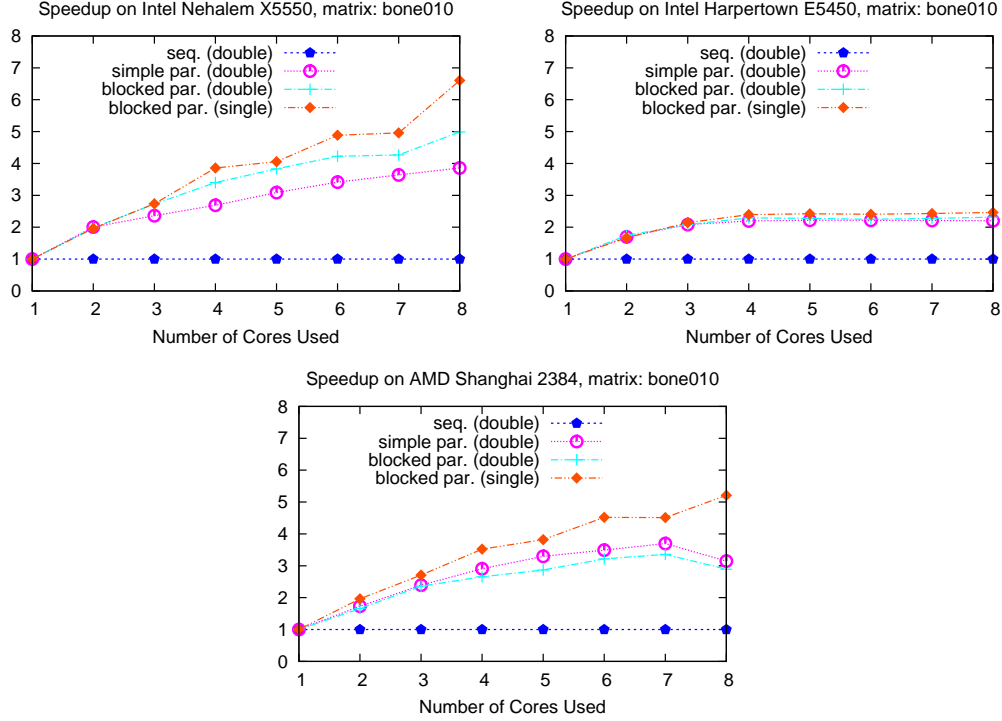 Speedup on Intel Nehalem X5550, matrix: bone010
8
7
6
5
4
3
2
1
0
seq. (double)
simple par. (double)
blocked par. (double)
blocked par. (single)
1 2 3 4 5 6 7 8
Number of Cores Used
Speedup on Intel Harpertown E5450, matrix: bone010
8
7
6
5
4
3
2
1
0
seq. (double)
simple par. (double)
blocked par. (double)
blocked par. (single)
1 2 3 4 5 6 7 8
Number of Cores Used
Speedup on AMD Shanghai 2384, matrix: bone010
8
7
6
5
4
3
2
1
0
seq. (double)
simple par. (double)
blocked par. (double)
blocked par. (single)
1 2 3 4 5 6 7 8
Number of Cores Used